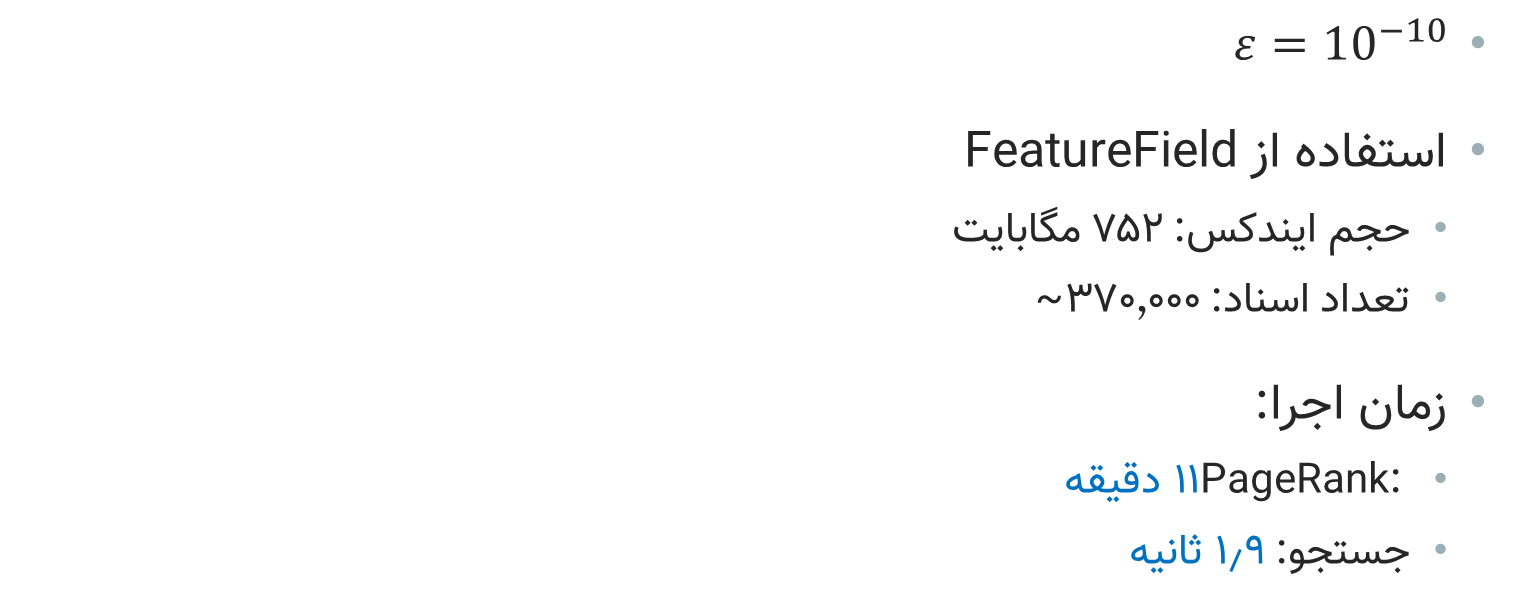 ε = 10⁻¹⁰
استفاده از FeatureField
حجم ایندکس: ۷۵۲ مگابایت
تعداد اسناد: ۳۷۰,۰۰۰~
زمان اجرا:
PageRank: ۱۱ دقیقه
جستجو: ۱٫۹ ثانیه